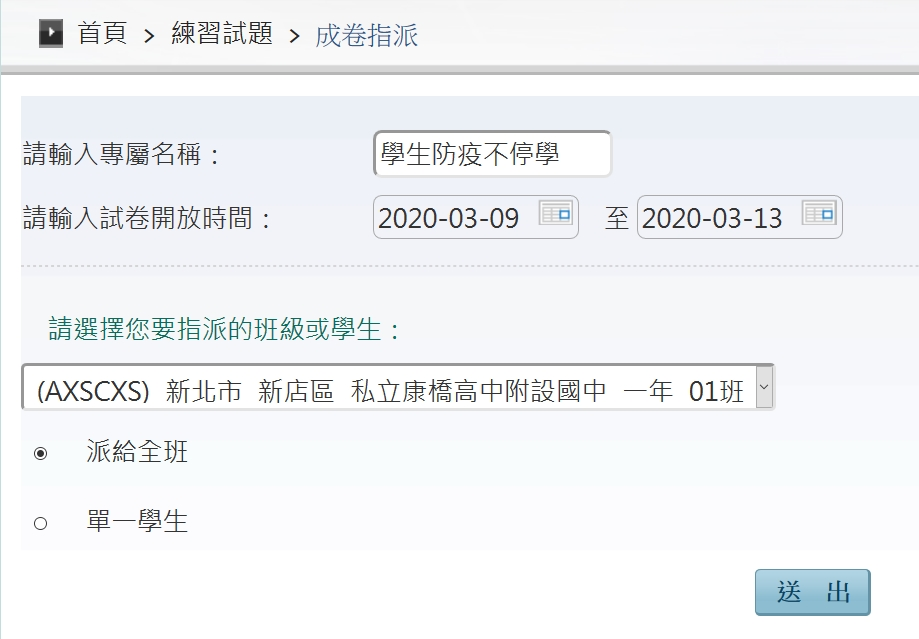 首頁 > 練習試題 > 成卷指派
請輸入專屬名稱： 學生防疫不停學
請輸入試卷開放時間： 2020-03-09 至 2020-03-13
請選擇您要指派的班級或學生：
(AXSCXS) 新北市 新店區 私立康橋高中附設國中 一年 01班
派給全班
單一學生
送 出